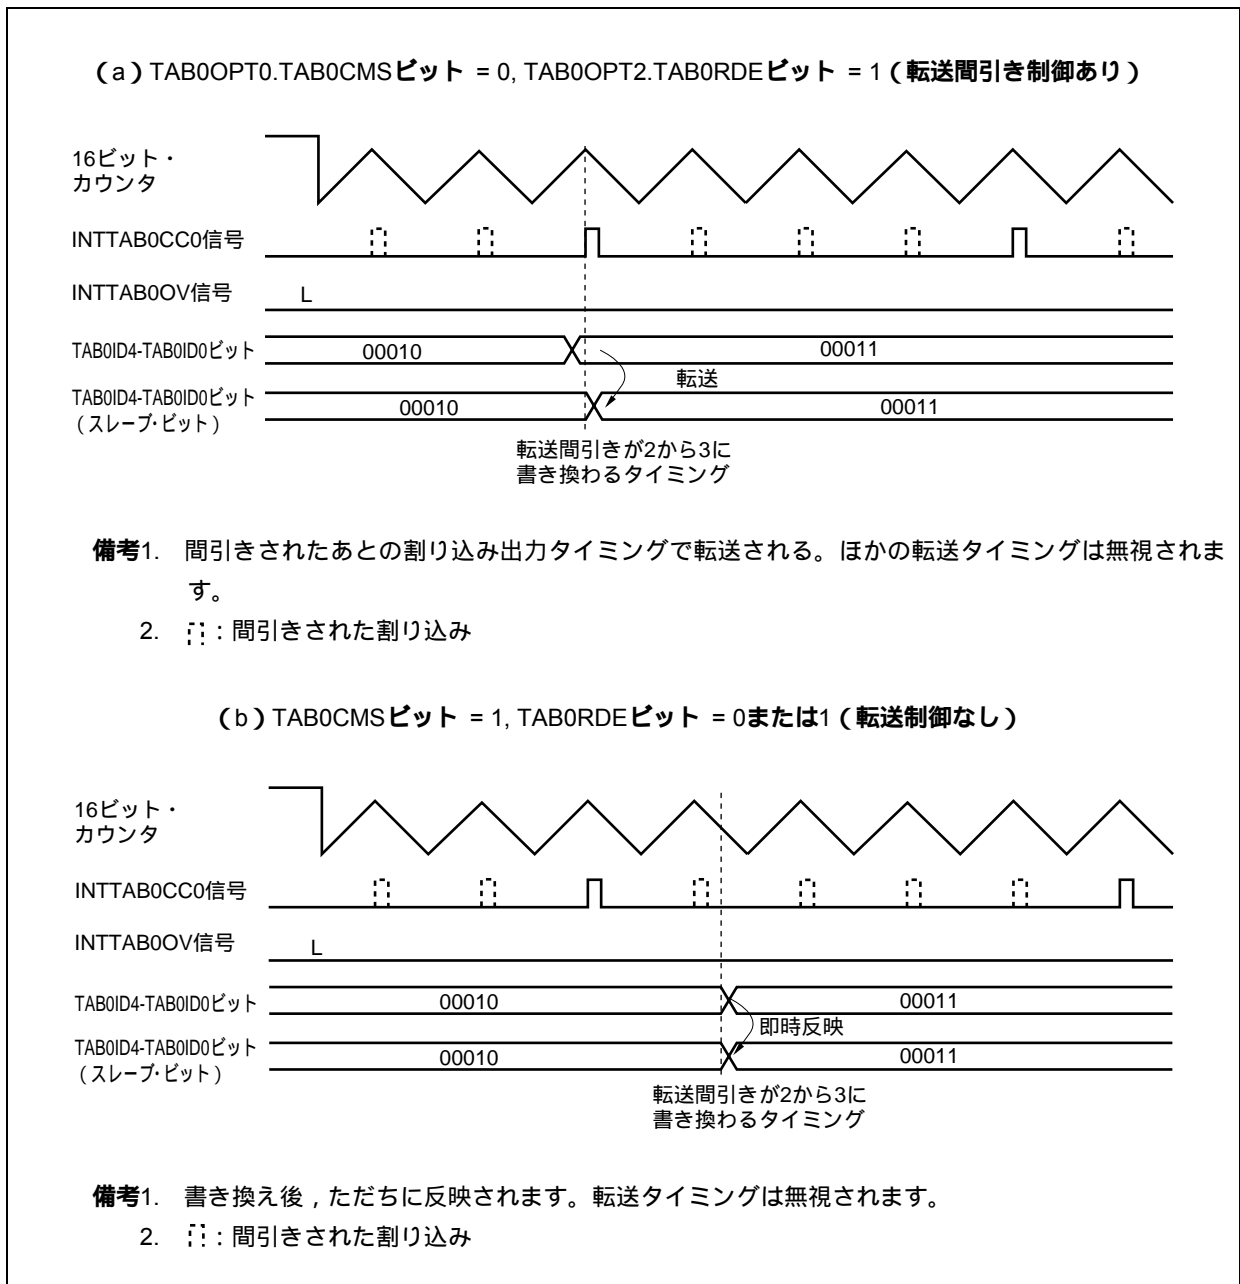 (a)TAB0OPT0.TAB0CMSビット = 0, TAB0OPT2.TAB0RDEビット = 1(転送間引き制御あり)
16ビット・
カウンタ
INTTAB0CC0信号
INTTAB0OV信号
L
TAB0ID4-TAB0ID0ビット
00010
00011
転送
TAB0ID4-TAB0ID0ビット
(スレーブ・ビット)
00010
00011
転送間引きが2から3に
書き換わるタイミング
備考1. 間引きされたあとの割り込み出力タイミングで転送される。ほかの転送タイミングは無視されま
す。
2. :間引きされた割り込み
(b)TAB0CMSビット = 1, TAB0RDEビット = 0または1(転送制御なし)
16ビット・
カウンタ
INTTAB0CC0信号
INTTAB0OV信号
L
TAB0ID4-TAB0ID0ビット
00010
00011
即時反映
TAB0ID4-TAB0ID0ビット
(スレーブ・ビット)
00010
00011
転送間引きが2から3に
書き換わるタイミング
備考1. 書き換え後,ただちに反映されます。転送タイミングは無視されます。
2. :間引きされた割り込み